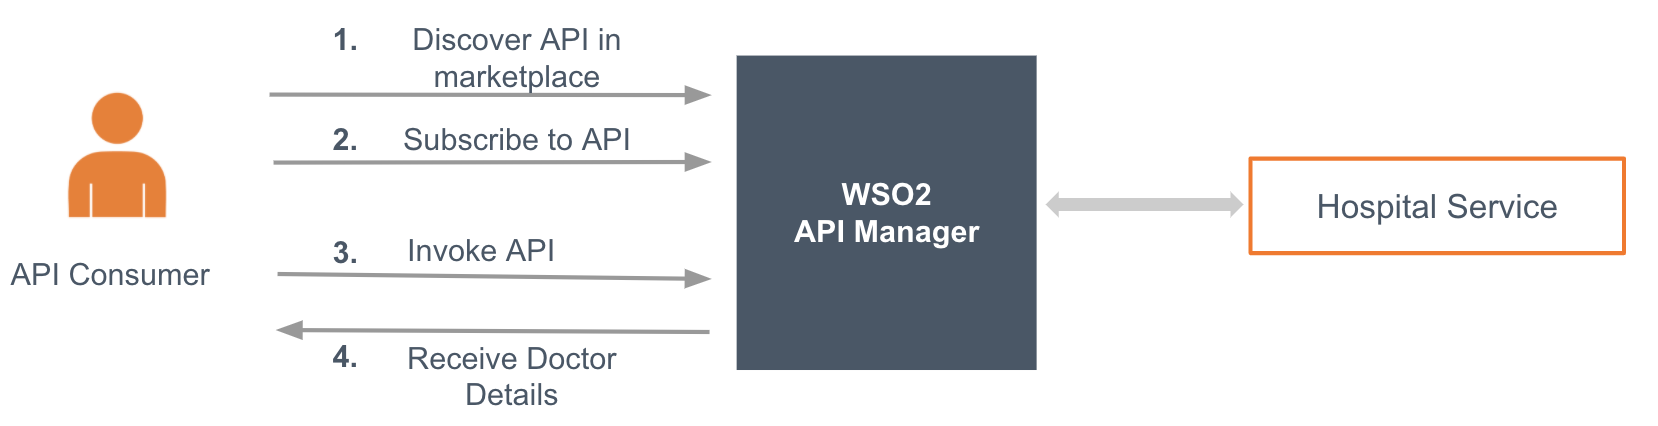 1. Discover API in
marketplace
2. Subscribe to API
3. Invoke API
4. Receive Doctor
Details
API Consumer
WSO2
API Manager
Hospital Service